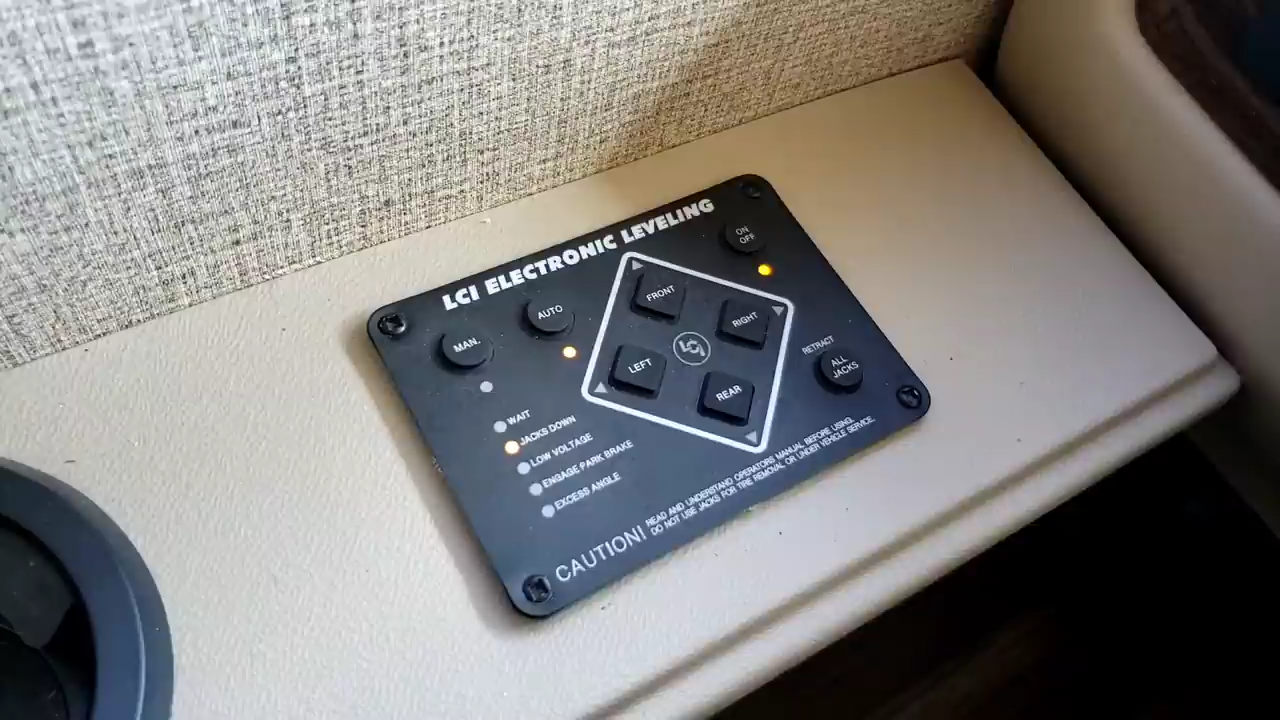 LCI ELECTRONIC LEVELING
ON
OFF
MAN.
AUTO
FRONT
RIGHT
LEFT
REAR
LCI
RETRACT
ALL
JACKS
WAIT
JACKS DOWN
LOW VOLTAGE
ENGAGE PARK BRAKE
EXCESS ANGLE
CAUTION!
READ AND UNDERSTAND OPERATORS MANUAL BEFORE USING.
DO NOT USE JACKS FOR TIRE REMOVAL OR UNDER VEHICLE SERVICE.